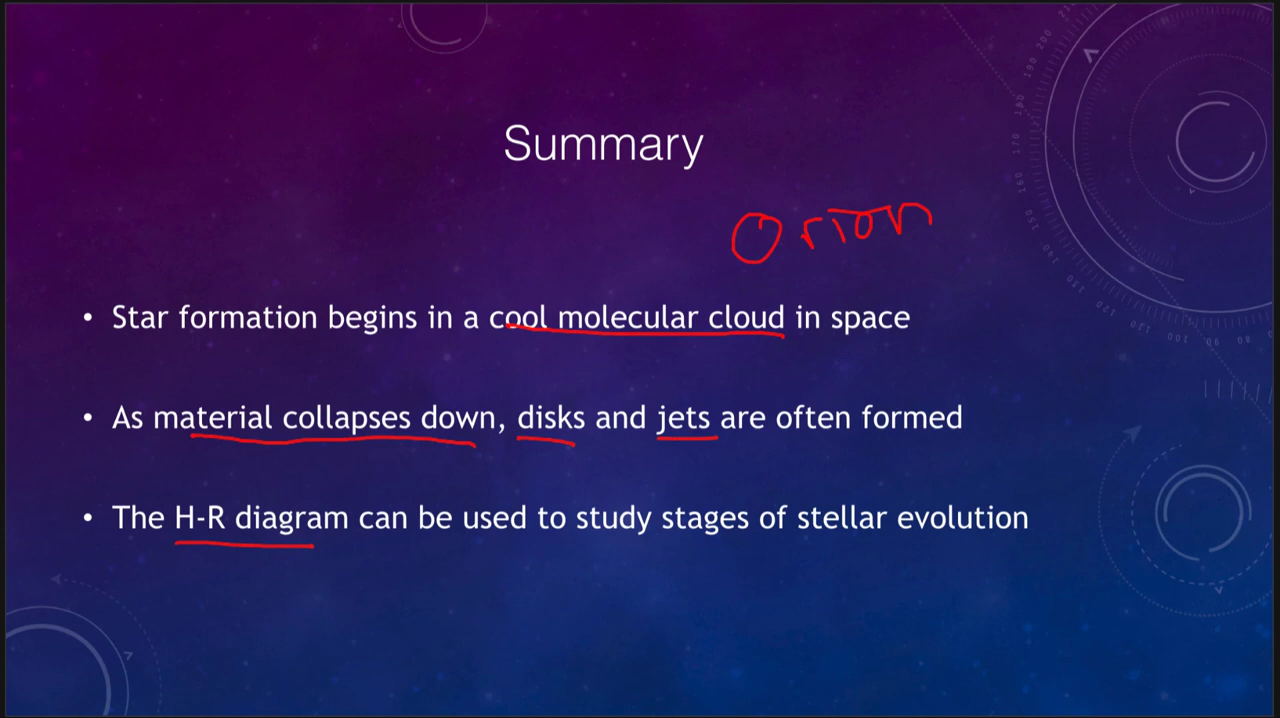 Summary
Orion
• Star formation begins in a cool molecular cloud in space
• As material collapses down, disks and jets are often formed
• The H-R diagram can be used to study stages of stellar evolution